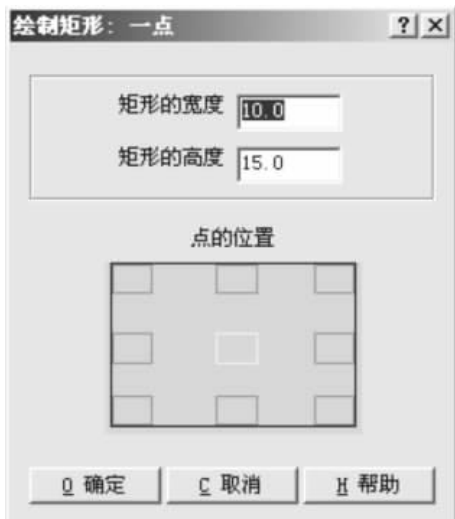 绘制矩形: 一点
矩形的宽度 10.0
矩形的高度 15.0
点的位置
O 确定 C 取消 H 帮助